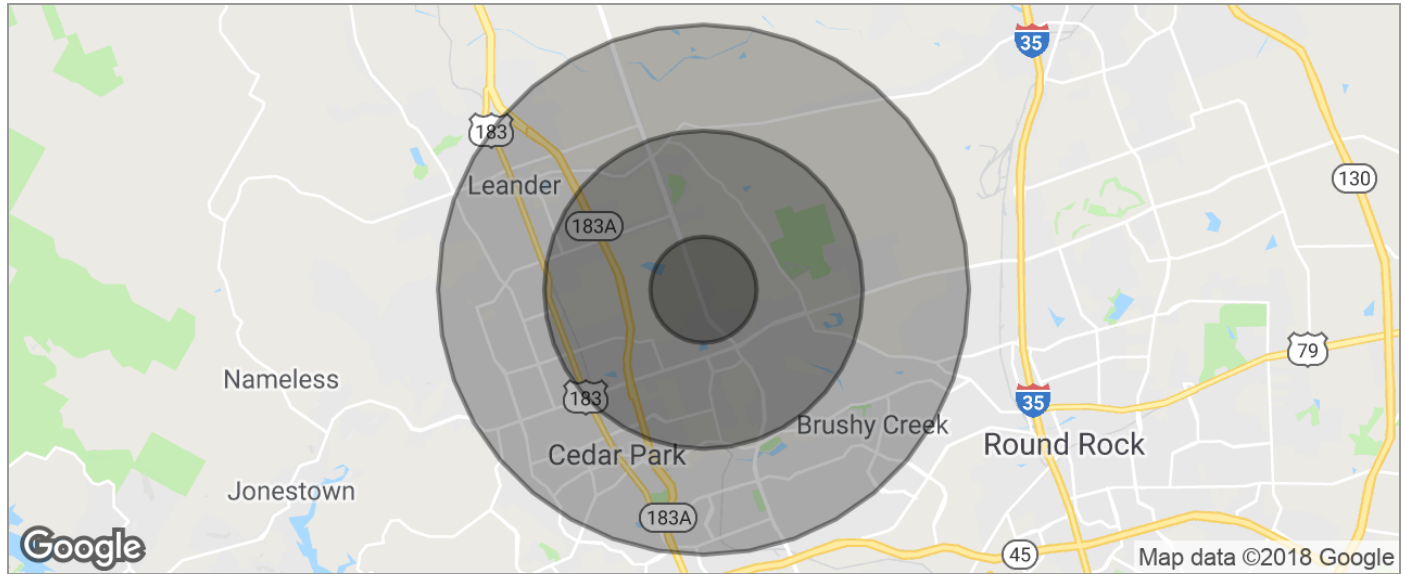 35
183
Leander
130
183A
79
Nameless
183
35
Brushy Creek
Round Rock
Cedar Park
Jonestown
183A
Google
45
Map data ©2018 Google